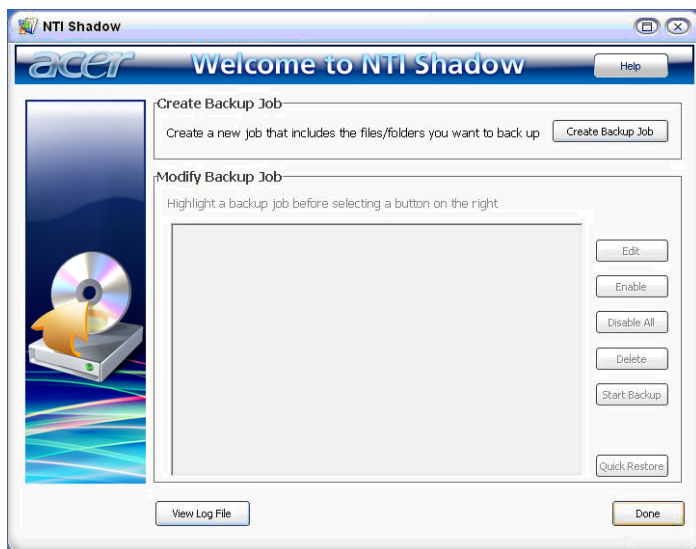 NTI Shadow
acer
Welcome to NTI Shadow
Help
Create Backup Job
Create a new job that includes the files/folders you want to back up
Create Backup Job
Modify Backup Job
Highlight a backup job before selecting a button on the right
Edit
Enable
Disable All
Delete
Start Backup
Quick Restore
View Log File
Done